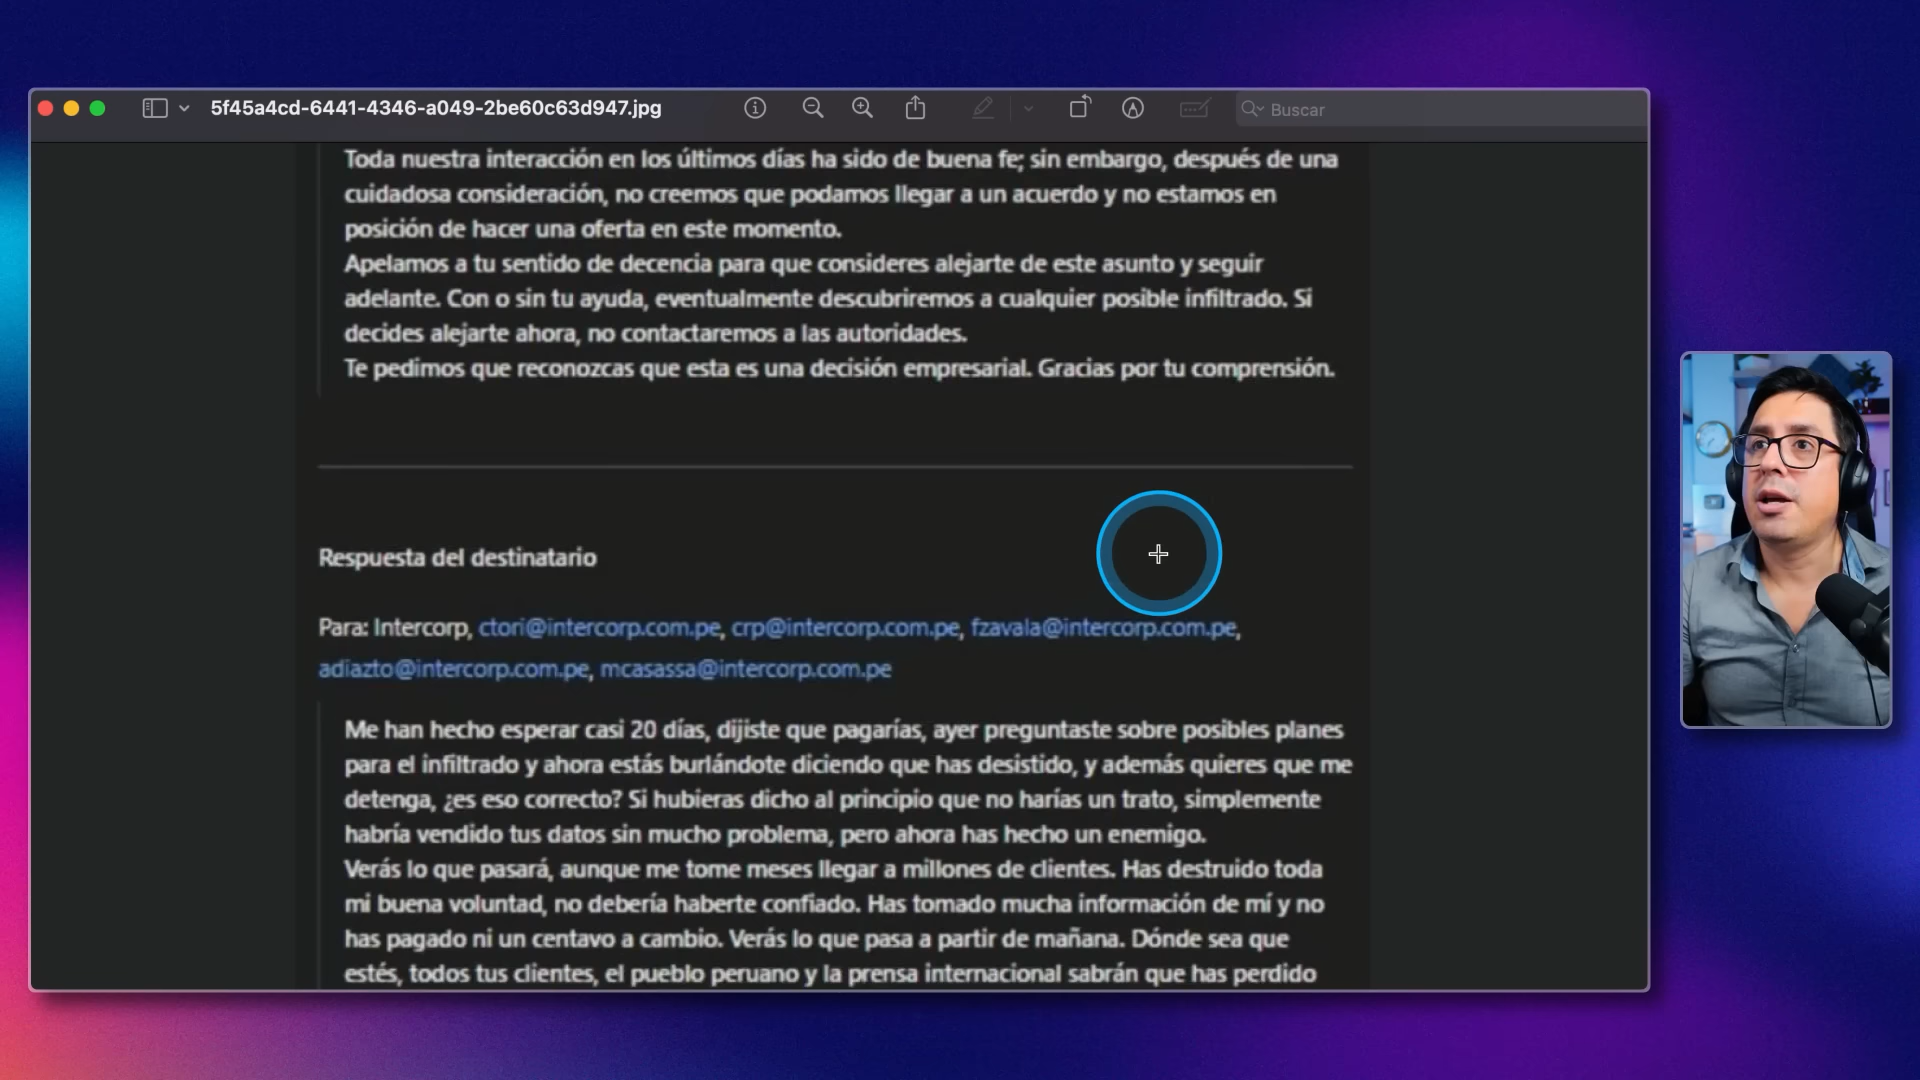 5f45a4cd-6441-4346-a049-2be60c63d947.jpg
Buscar
Toda nuestra interacción en los últimos días ha sido de buena fe; sin embargo, después de una
cuidadosa consideración, no creemos que podamos llegar a un acuerdo y no estamos en
posición de hacer una oferta en este momento.
Apelamos a tu sentido de decencia para que consideres alejarte de este asunto y seguir
adelante. Con o sin tu ayuda, eventualmente descubriremos a cualquier posible infiltrado. Si
decides alejarte ahora, no contactaremos a las autoridades.
Te pedimos que reconozcas que esta es una decisión empresarial. Gracias por tu comprensión.
Respuesta del destinatario
Para: Intercorp, ctori@intercorp.com.pe, crp@intercorp.com.pe, fzavala@intercorp.com.pe,
adiazto@intercorp.com.pe, mcasassa@intercorp.com.pe
Me han hecho esperar casi 20 días, dijiste que pagarías, ayer preguntaste sobre posibles planes
para el infiltrado y ahora estás burlándote diciendo que has desistido, y además quieres que me
detenga, ¿es eso correcto? Si hubieras dicho al principio que no harías un trato, simplemente
habría vendido tus datos sin mucho problema, pero ahora has hecho un enemigo.
Verás lo que pasará, aunque me tome meses llegar a millones de clientes. Has destruido toda
mi buena voluntad, no debería haberte confiado. Has tomado mucha información de mí y no
has pagado ni un centavo a cambio. Verás lo que pasa a partir de mañana. Dónde sea que
estés, todos tus clientes, el pueblo peruano y la prensa internacional sabrán que has perdido